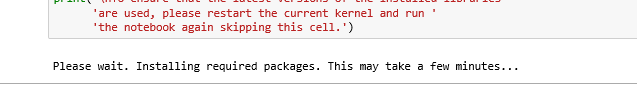 print('\nTo ensure that the latest versions of the installed libraries '
'are used, please restart the current kernel and run '
'the notebook again skipping this cell.')
Please wait. Installing required packages. This may take a few minutes...